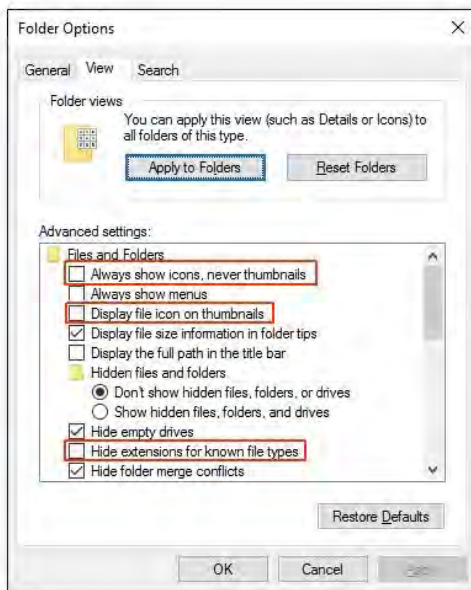 Folder Options
General View Search
Folder views
You can apply this view (such as Details or Icons) to
all folders of this type.
Apply to Folders Reset Folders
Advanced settings:
Files and Folders
Always show icons, never thumbnails
Always show menus
Display file icon on thumbnails
Display file size information in folder tips
Display the full path in the title bar
Hidden files and folders
Don't show hidden files, folders, or drives
Show hidden files, folders, and drives
Hide empty drives
Hide extensions for known file types
Hide folder merge conflicts
Restore Defaults
OK Cancel